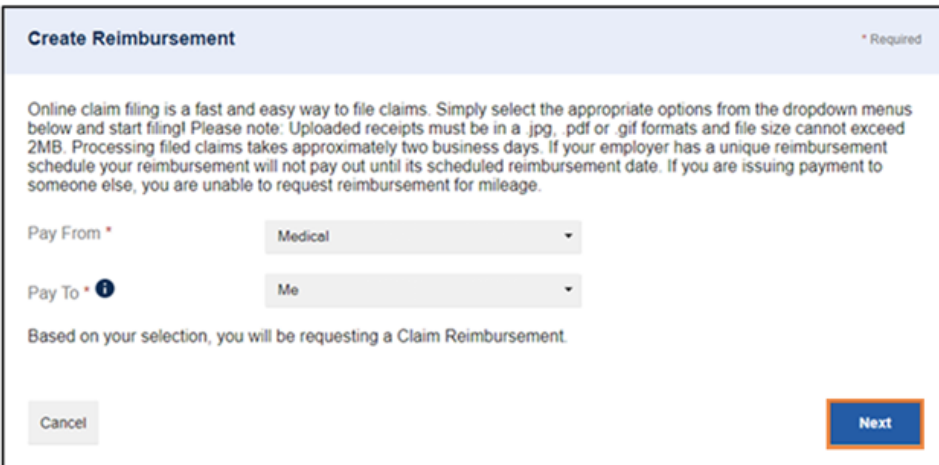 Create Reimbursement
* Required
Online claim filing is a fast and easy way to file claims. Simply select the appropriate options from the dropdown menus
below and start filing! Please note: Uploaded receipts must be in a .jpg, .pdf or .gif formats and file size cannot exceed
2MB. Processing filed claims takes approximately two business days. If your employer has a unique reimbursement
schedule your reimbursement will not pay out until its scheduled reimbursement date. If you are issuing payment to
someone else, you are unable to request reimbursement for mileage.
Pay From * Medical
Pay To * i Me
Based on your selection, you will be requesting a Claim Reimbursement.
Cancel
Next